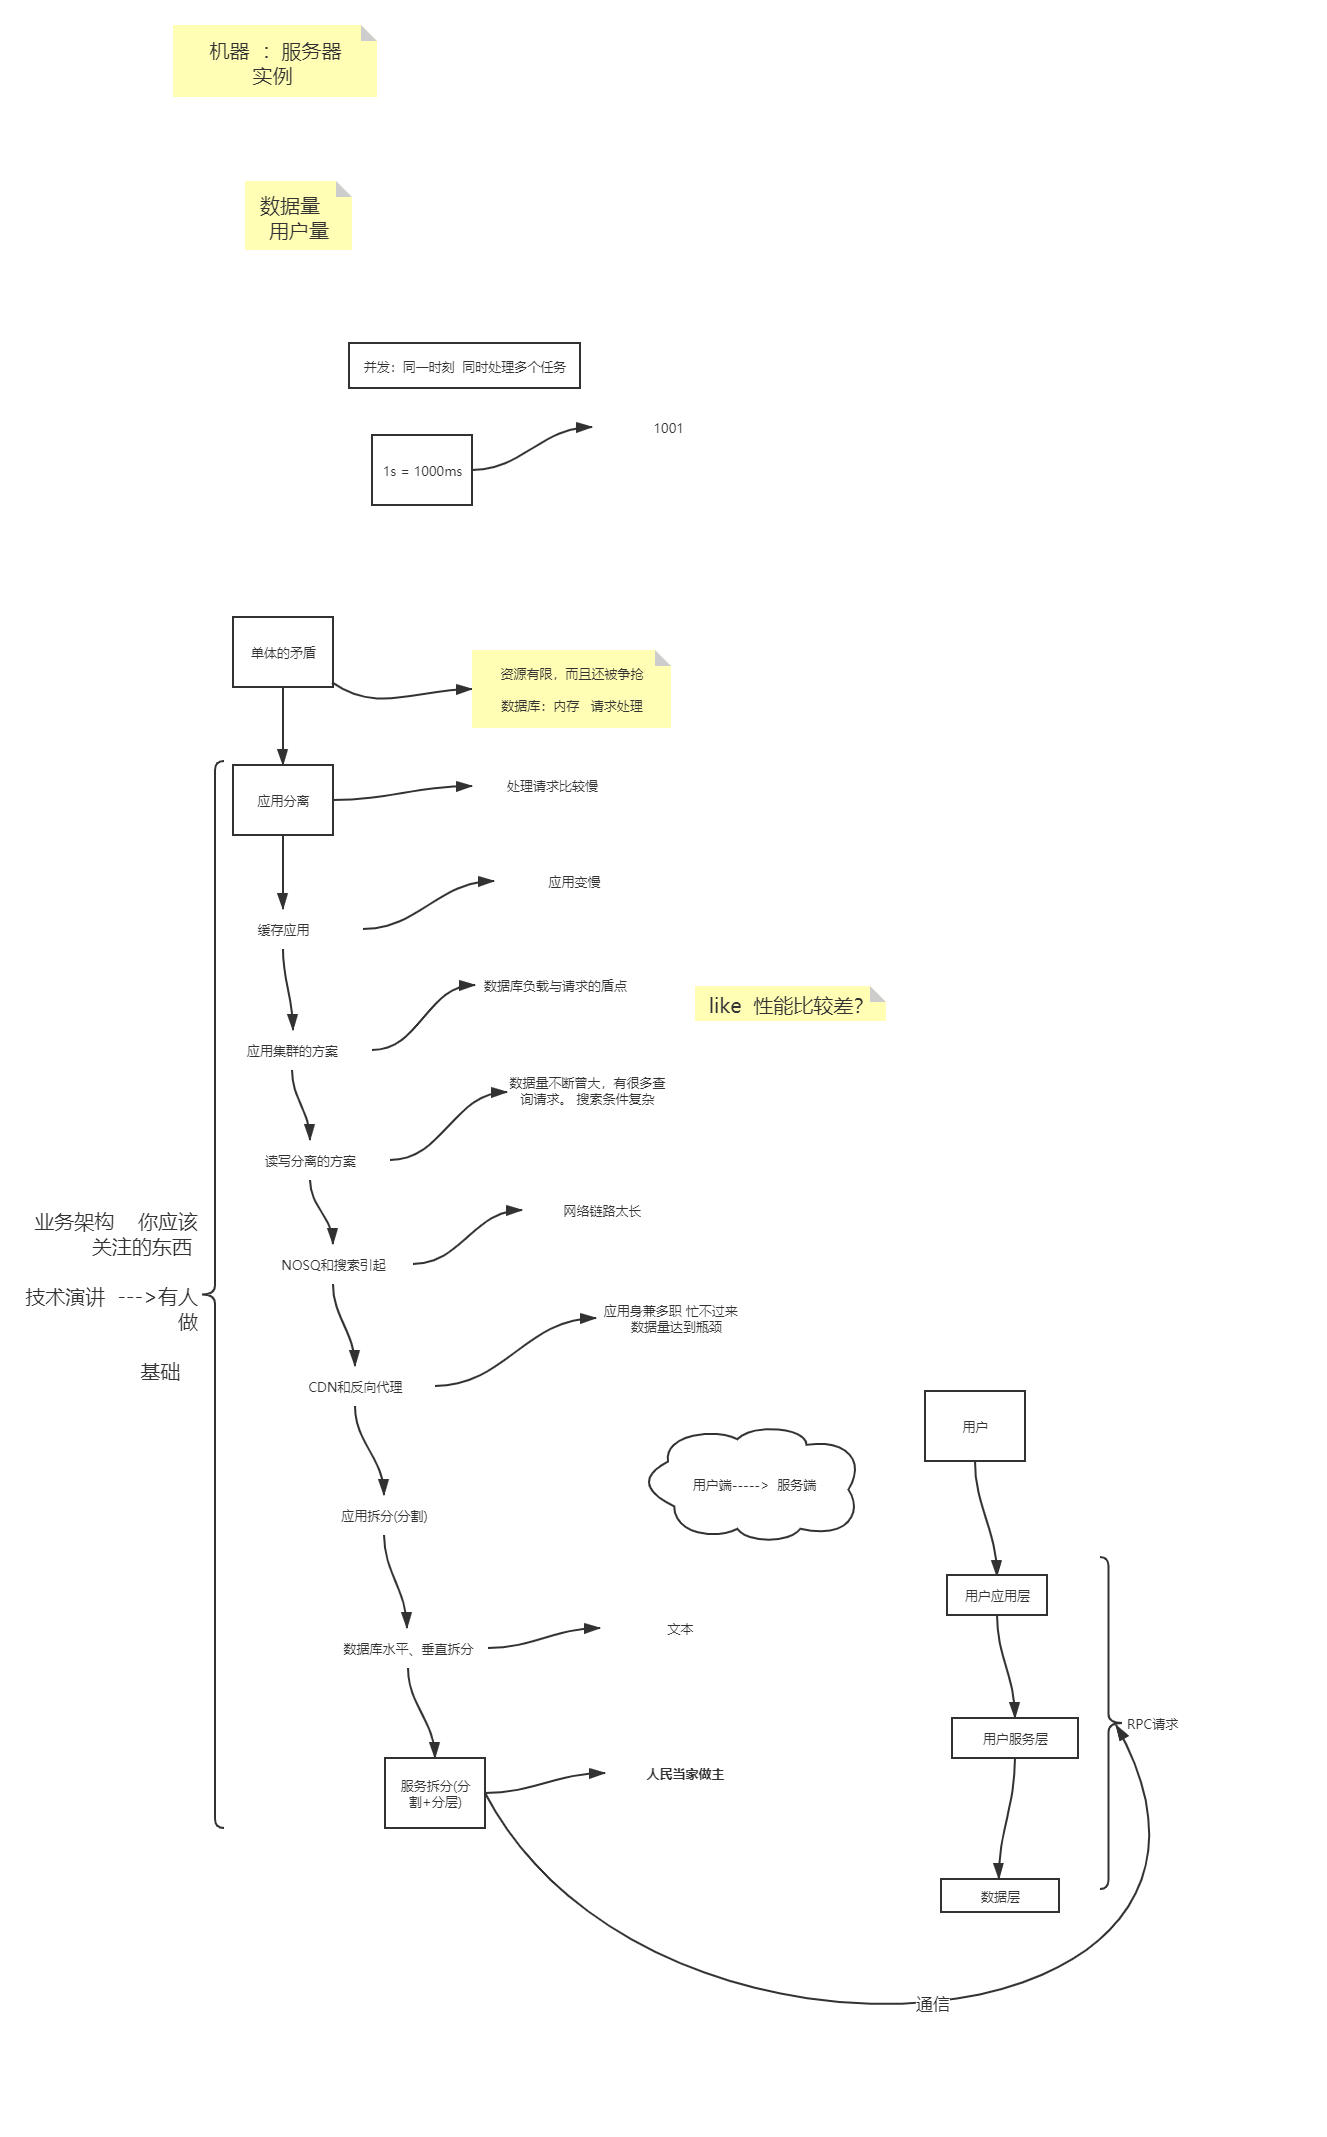 机器 ：服务器
实例
数据量
用户量
并发：同一时刻 同时处理多个任务
1001
1s = 1000ms
单体的矛盾
资源有限，而且还被争抢
数据库：内存 请求处理
应用分离
处理请求比较慢
应用变慢
缓存应用
数据库负载与请求的盾点
like 性能比较差?
应用集群的方案
数据量不断曾大，有很多查
询请求。 搜索条件复杂
读写分离的方案
网络链路太长
业务架构 你应该
关注的东西
技术演讲 --->有人
做
基础
NOSQ和搜索引起
应用身兼多职 忙不过来
数据量达到瓶颈
CDN和反向代理
用户
用户端-----> 服务端
应用拆分(分割)
用户应用层
文本
数据库水平、垂直拆分
RPC请求
用户服务层
人民当家做主
服务拆分(分
割+分层)
数据层
通信